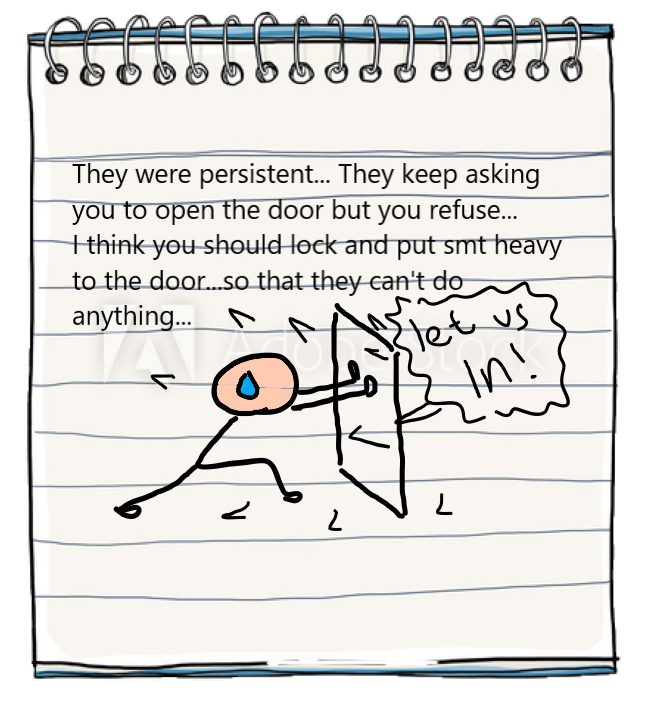 They were persistent... They keep asking
you to open the door but you refuse...
I think you should lock and put smt heavy
to the door...so that they can't do
anything...
let us
In!
Adobe Stock